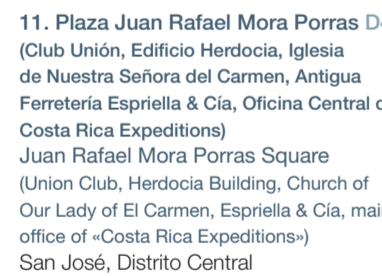 11. Plaza Juan Rafael Mora Porras
(Club Unión, Edificio Herdocia, Iglesia
de Nuestra Señora del Carmen, Antigua
Ferretería Espriella & Cía, Oficina Central
Costa Rica Expeditions)
Juan Rafael Mora Porras Square
(Union Club, Herdocia Building, Church of
Our Lady of El Carmen, Espriella & Cía,
office of «Costa Rica Expeditions»)
San José, Distrito Central